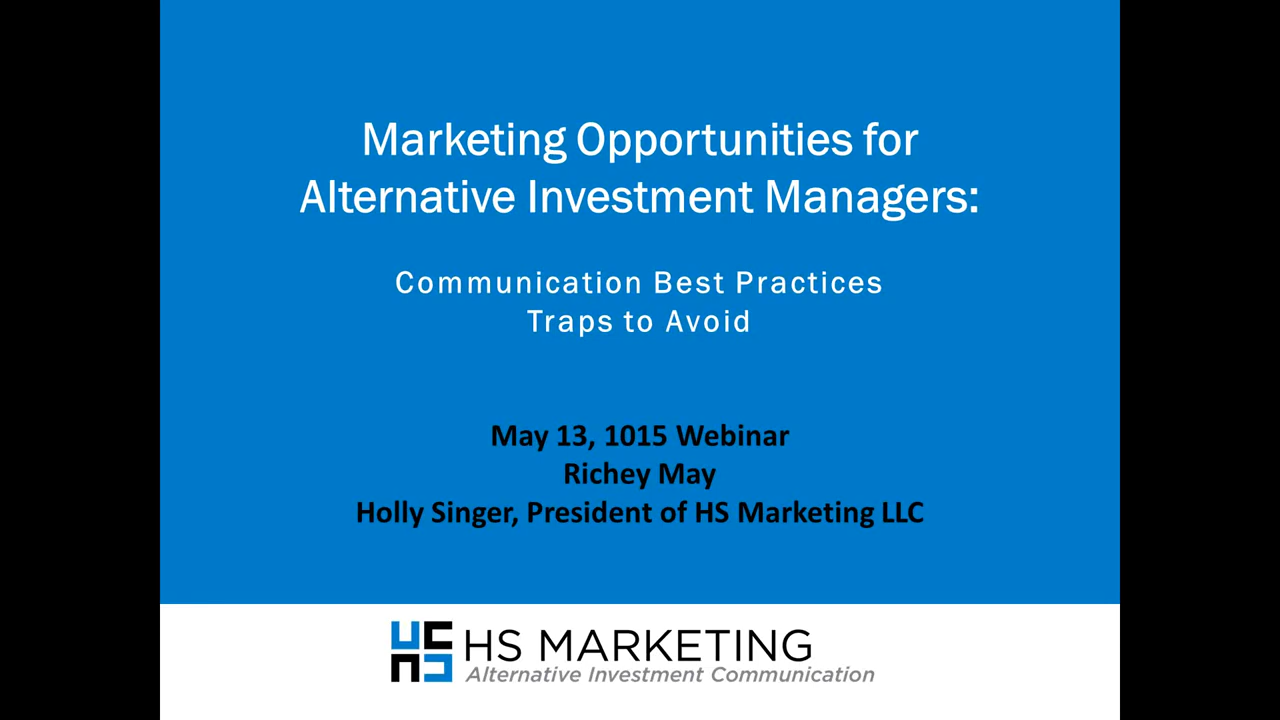 Marketing Opportunities for
Alternative Investment Managers:
Communication Best Practices
Traps to Avoid
May 13, 1015 Webinar
Richey May
Holly Singer, President of HS Marketing LLC
HS MARKETING
Alternative Investment Communication